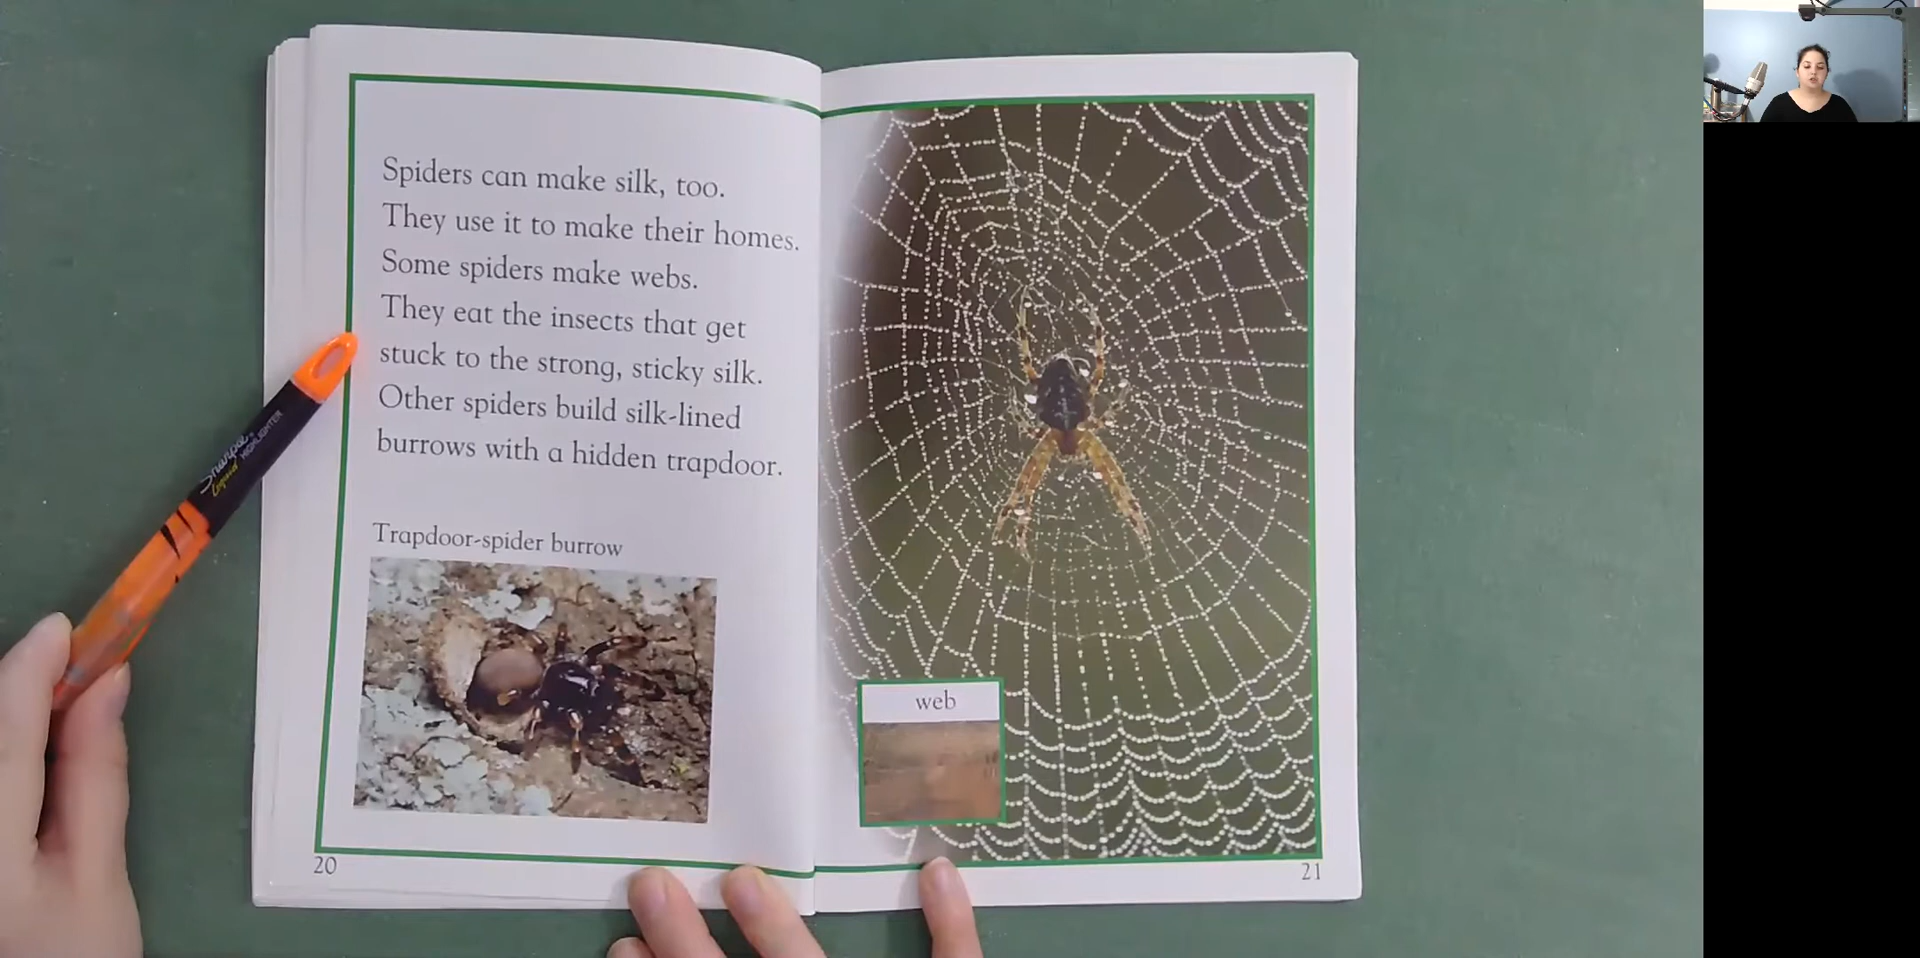 Spiders can make silk, too.
They use it to make their homes.
Some spiders make webs.
They eat the insects that get
stuck to the strong, sticky silk.
Other spiders build silk-lined
burrows with a hidden trapdoor.
Trapdoor-spider burrow
20
web
21
Sharpie
HIGHLIGHTER